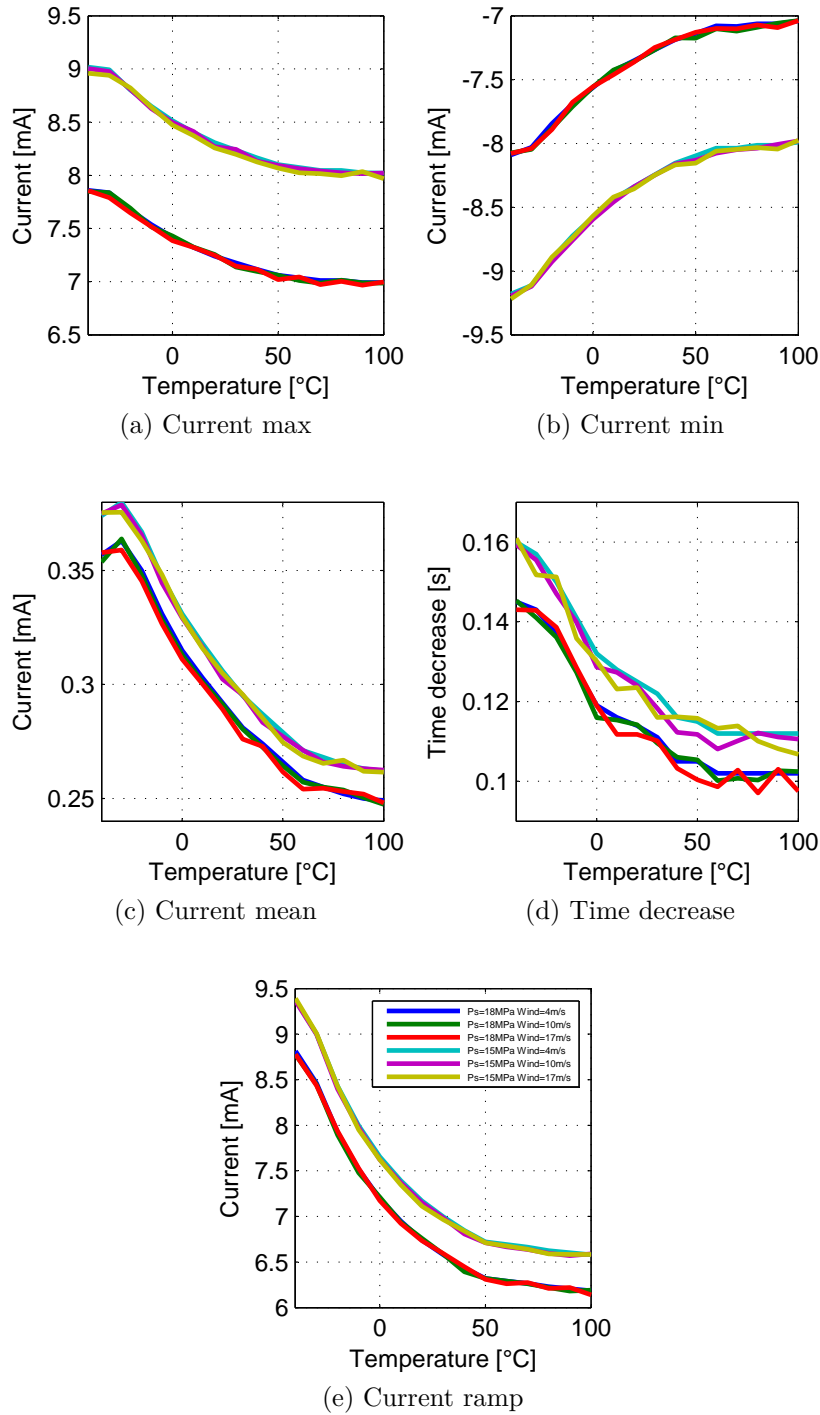 9.5
9
8.5
8
7.5
7
6.5
Current [mA]
0 50 100
Temperature [°C]
(a) Current max
-7
-7.5
-8
-8.5
-9
-9.5
Current [mA]
0 50 100
Temperature [°C]
(b) Current min
0.35
0.3
0.25
Current [mA]
0 50 100
Temperature [°C]
(c) Current mean
0.16
0.14
0.12
0.1
Time decrease [s]
0 50 100
Temperature [°C]
(d) Time decrease
9.5
9
8.5
8
7.5
7
6.5
6
Current [mA]
Ps=18MPa Wind=4m/s
Ps=18MPa Wind=10m/s
Ps=18MPa Wind=17m/s
Ps=15MPa Wind=4m/s
Ps=15MPa Wind=10m/s
Ps=15MPa Wind=17m/s
0 50 100
Temperature [°C]
(e) Current ramp